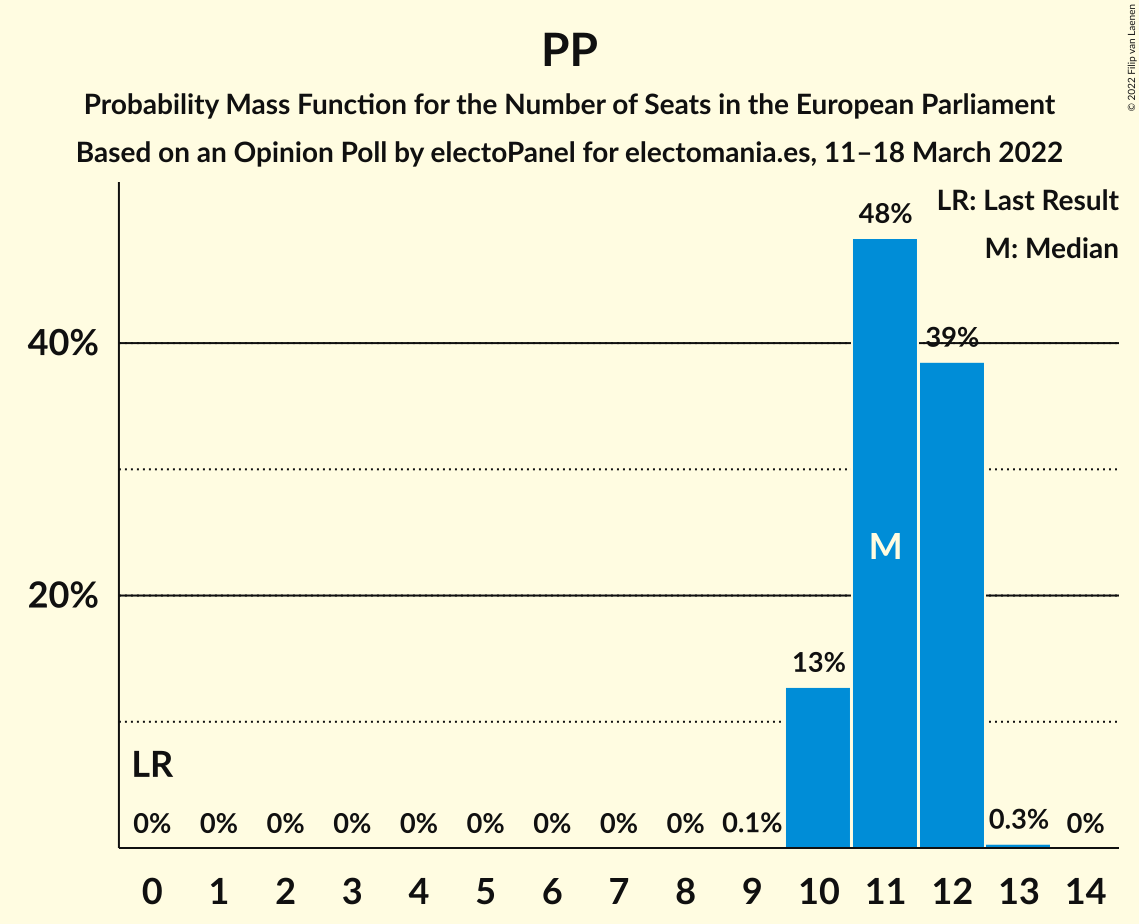 PP
Probability Mass Function for the Number of Seats in the European Parliament
Based on an Opinion Poll by electoPanel for electomania.es, 11–18 March 2022
© 2022 Filip van Laenen
LR: Last Result
M: Median
48%
39%
40%
M
20%
13%
LR
0% 0% 0% 0% 0% 0% 0% 0% 0% 0.1% 0.3% 0%
0 1 2 3 4 5 6 7 8 9 10 11 12 13 14